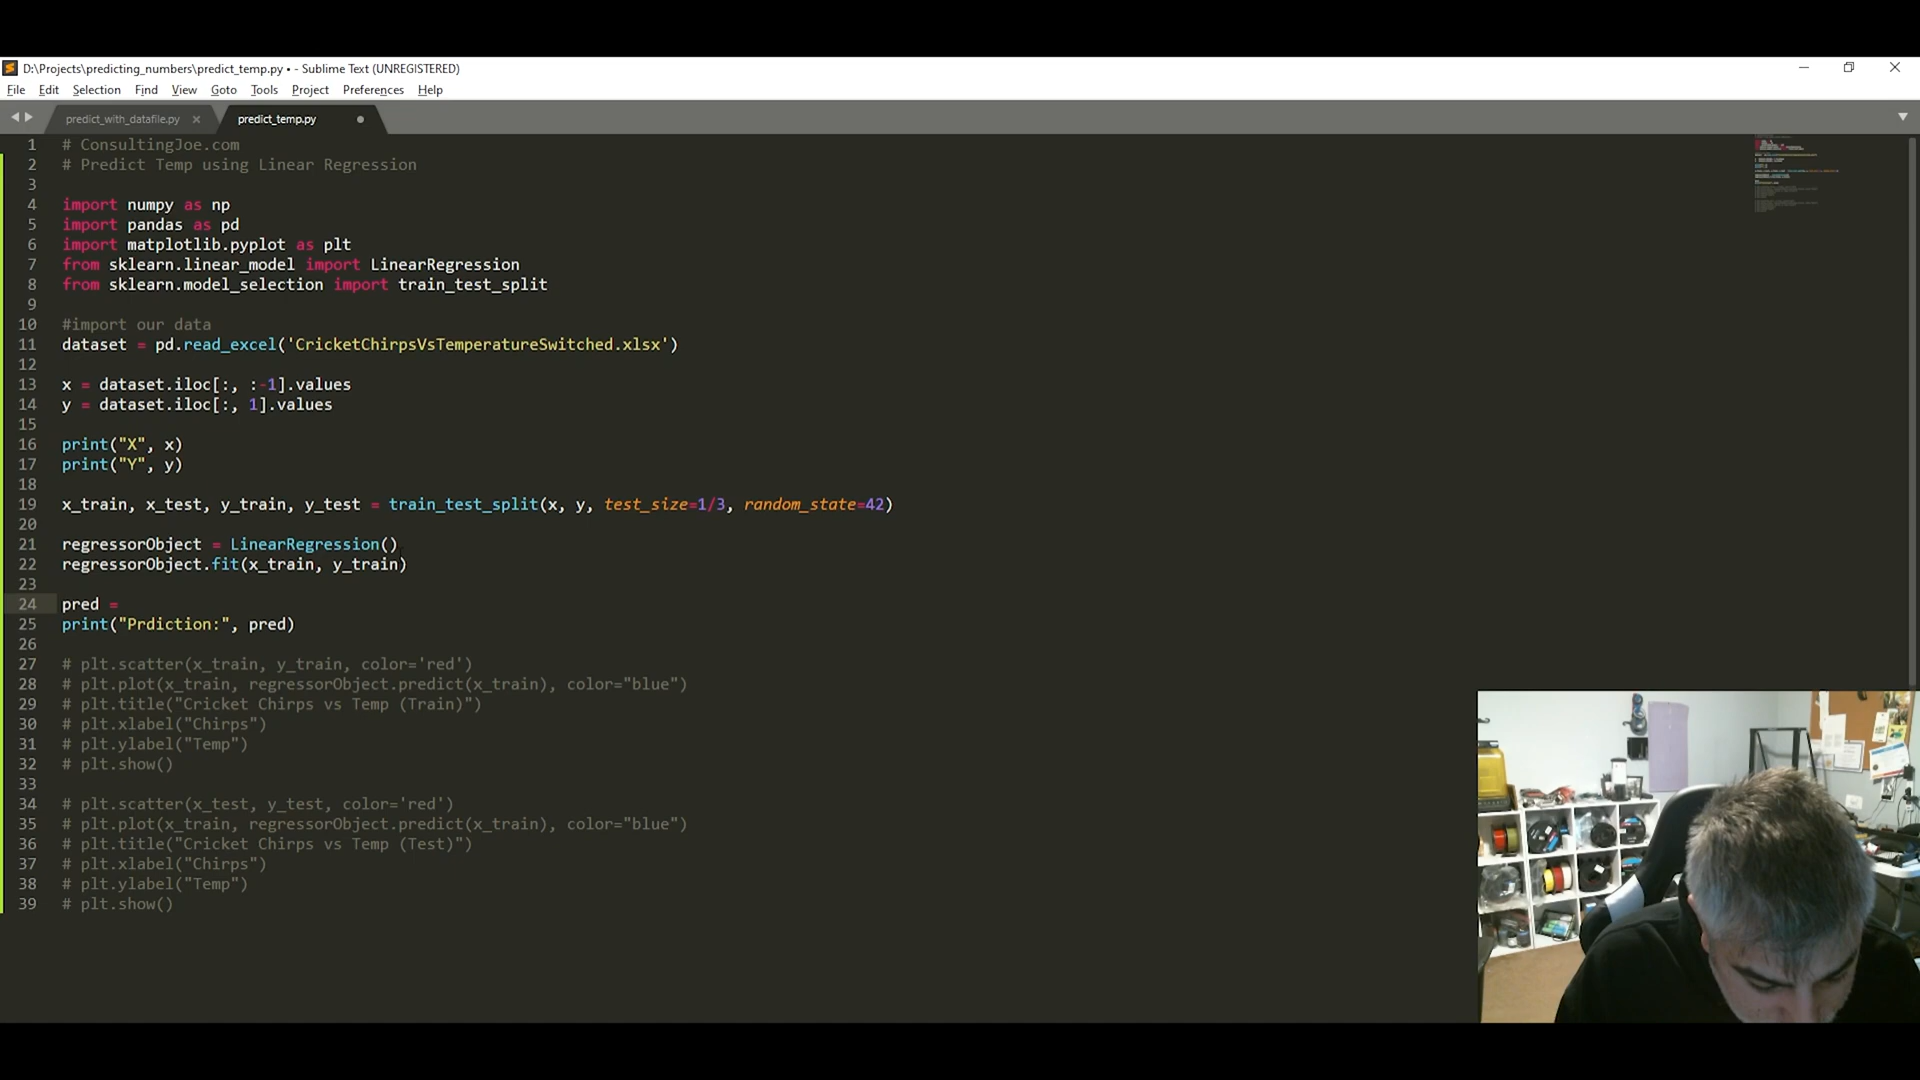 D:\Projects\predicting_numbers\predict_temp.py • - Sublime Text (UNREGISTERED)
File Edit Selection Find View Goto Tools Project Preferences Help
predict_with_datafile.py predict_temp.py
1 # ConsultingJoe.com
2 # Predict Temp using Linear Regression
3
4 import numpy as np
5 import pandas as pd
6 import matplotlib.pyplot as plt
7 from sklearn.linear_model import LinearRegression
8 from sklearn.model_selection import train_test_split
9
10 #import our data
11 dataset = pd.read_excel('CricketChirpsVsTemperatureSwitched.xlsx')
12
13 x = dataset.iloc[:, :-1].values
14 y = dataset.iloc[:, 1].values
15
16 print("X", x)
17 print("Y", y)
18
19 x_train, x_test, y_train, y_test = train_test_split(x, y, test_size=1/3, random_state=42)
20
21 regressorObject = LinearRegression()
22 regressorObject.fit(x_train, y_train)
23
24 pred =
25 print("Prdiction:", pred)
26
27 # plt.scatter(x_train, y_train, color='red')
28 # plt.plot(x_train, regressorObject.predict(x_train), color="blue")
29 # plt.title("Cricket Chirps vs Temp (Train)")
30 # plt.xlabel("Chirps")
31 # plt.ylabel("Temp")
32 # plt.show()
33
34 # plt.scatter(x_test, y_test, color='red')
35 # plt.plot(x_train, regressorObject.predict(x_train), color="blue")
36 # plt.title("Cricket Chirps vs Temp (Test)")
37 # plt.xlabel("Chirps")
38 # plt.ylabel("Temp")
39 # plt.show()